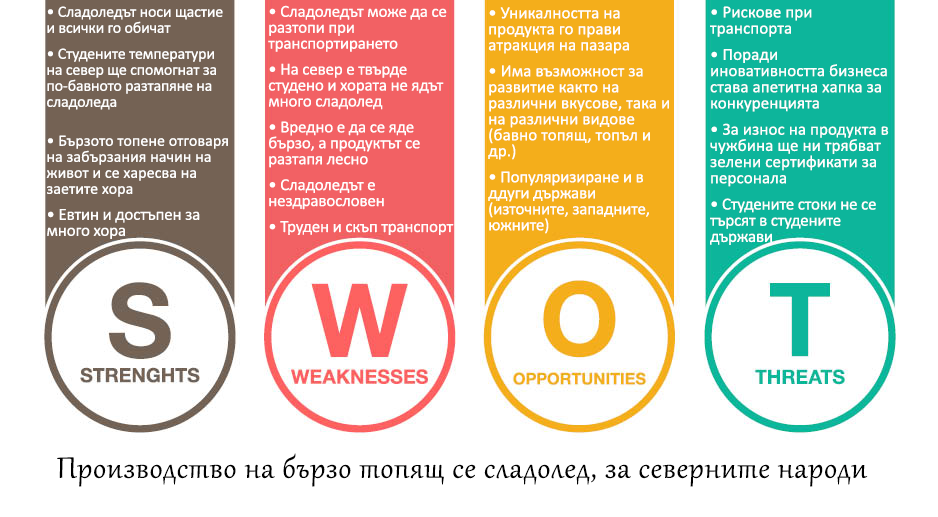 • Сладоледът носи щастие
и всички го обичат
• Студените температури
на север ще спомогнат за
по-бавното разтапяне на
сладоледа
• Бързото топене отговаря
на забързания начин на
живот и се харесва на
заетите хора
• Евтин и достъпен за
много хора
S
STRENGHTS
• Сладоледът може да се
разтопи при
транспортирането
• На север е твърде
студено и хората не ядът
много сладолед
• Вредно е да се яде
бързо, а продуктът се
разтапя лесно
• Сладоледът е
нездравословен
• Труден и скъп транспорт
W
WEAKNESSES
• Уникалността на
продукта го прави
атракция на пазара
• Има възможност за
развитие както на
различни вкусове, така и
на различни видове
(бавно топящ, топъл и
др.)
• Популяризиране и в
ддуги държави
(източните, западните,
южните)
O
OPPORTUNITIES
• Рискове при
транспорта
• Поради
иновативността бизнеса
става апетитна хапка за
конкуренцията
• За износ на продукта в
чужбина ще ни трябват
зелени сертификати за
персонала
• Студените стоки не се
търсят в студените
държави
T
THREATS
Производство на бързо топящ се сладолед, за северните народи